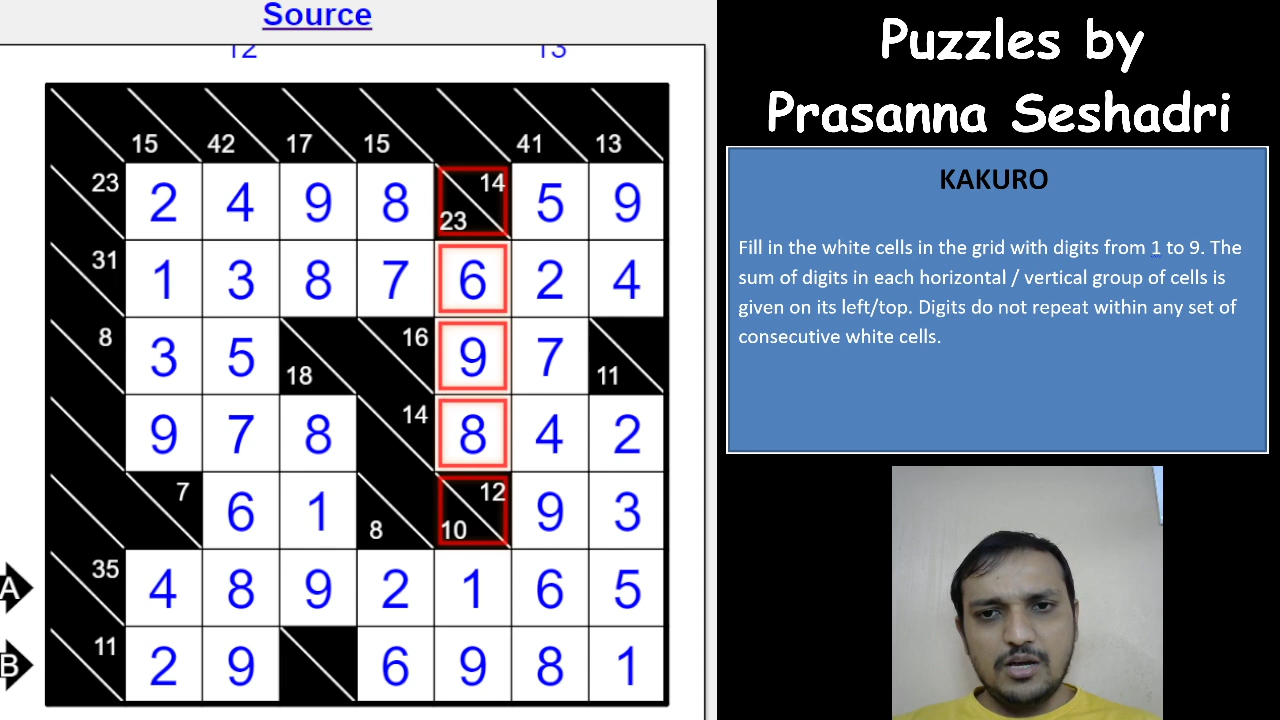 Source
12 13
15 42 17 15 41 13
23 2 4 9 8 14 23 5 9
31 1 3 8 7 6 2 4
8 3 5 18 16 9 7 11
9 7 8 14 8 4 2
7 6 1 8 12 10 9 3
A 35 4 8 9 2 1 6 5
B 11 2 9 6 9 8 1
Puzzles by
Prasanna Seshadri
KAKURO
Fill in the white cells in the grid with digits from 1 to 9. The
sum of digits in each horizontal / vertical group of cells is
given on its left/top. Digits do not repeat within any set of
consecutive white cells.